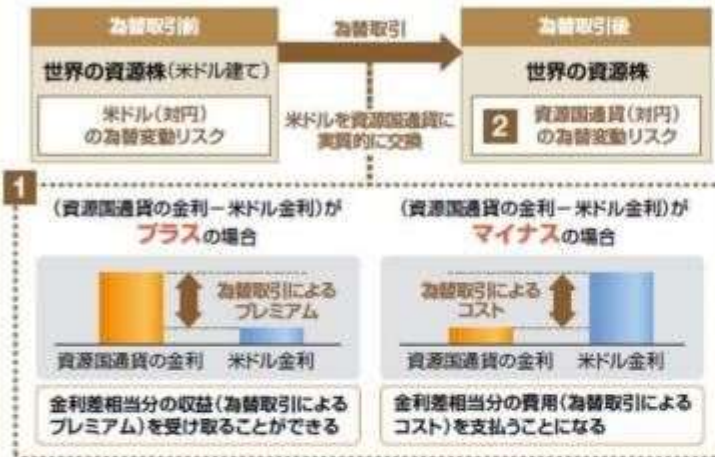 為替取引前
為替取引
為替取引後
世界の資源株(米ドル建て)
世界の資源株
米ドル(対円)
の為替変動リスク
米ドルを資源国通貨に
実質的に交換
2
資源国通貨(対円)
の為替変動リスク
1
(資源国通貨の金利-米ドル金利)が
プラスの場合
(資源国通貨の金利-米ドル金利)が
マイナスの場合
為替取引による
プレミアム
為替取引による
コスト
資源国通貨の金利
米ドル金利
資源国通貨の金利
米ドル金利
金利差相当分の収益(為替取引による
プレミアム)を受け取ることができる
金利差相当分の費用(為替取引による
コスト)を支払うことになる